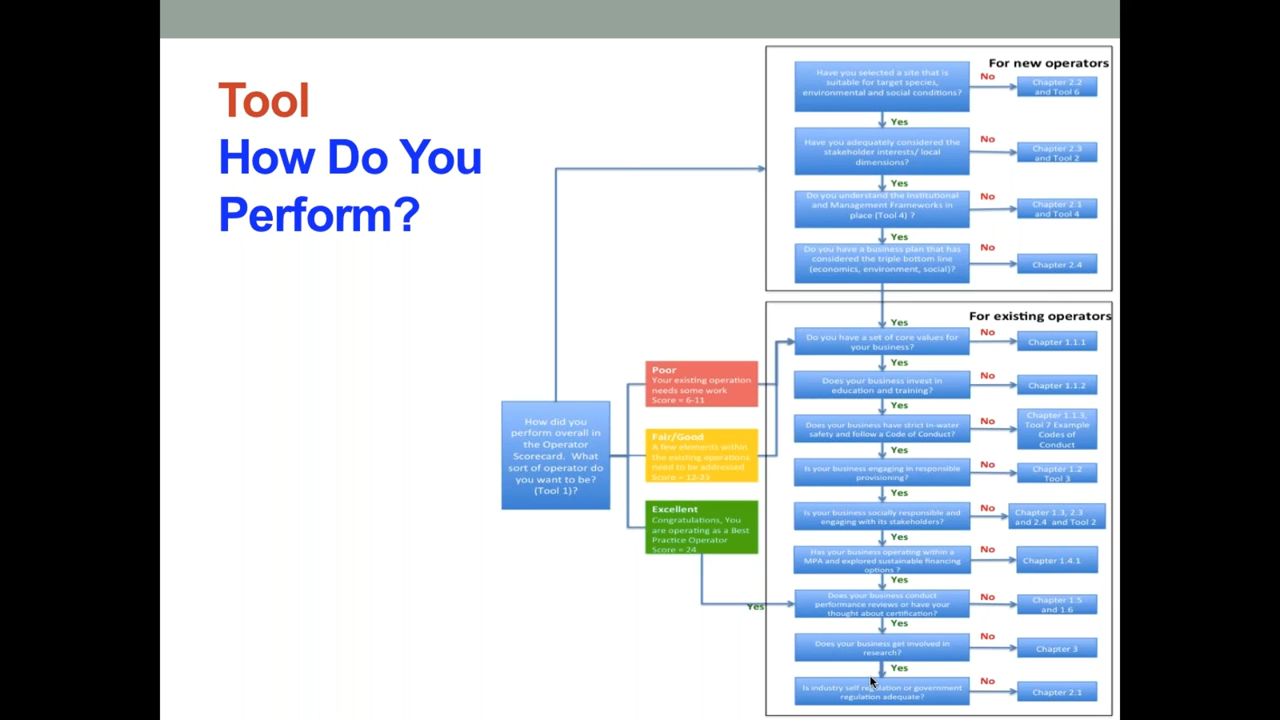 Tool
How Do You
Perform?
For new operators
Have you selected a site that is
suitable for target species,
environmental and social conditions?
No
Chapter 2.2
and Tool 6
Yes
Have you adequately considered the
stakeholder interests/ local
dimensions?
No
Chapter 2.3
and Tool 2
Yes
Do you understand the Institutional
and Management Frameworks in
place (Tool 4) ?
No
Chapter 2.1
and Tool 4
Yes
Do you have a business plan that has
considered the triple bottom line
(economics, environment, social)?
No
Chapter 2.4
How did you
perform overall in
the Operator
Scorecard. What
sort of operator do
you want to be?
(Tool 1)?
Poor
Your existing operation
needs some work
Score = 6-11
Fair/Good
A few elements within
the existing operations
need to be addressed
Score = 12-23
Excellent
Congratulations, You
are operating as a Best
Practice Operator
Score = 24
Yes
For existing operators
Yes
Do you have a set of core values for
your business?
No
Chapter 1.1.1
Yes
Does your business invest in
education and training?
No
Chapter 1.1.2
Yes
Does your business have strict in-water
safety and follow a Code of Conduct?
No
Chapter 1.1.3,
Tool 7 Example
Codes of
Conduct
Yes
Is your business engaging in responsible
provisioning?
No
Chapter 1.2
Tool 3
Yes
Is your business socially responsible and
engaging with its stakeholders?
No
Chapter 1.3, 2.3
and 2.4 and Tool 2
Yes
Has your business operating within a
MPA and explored sustainable financing
options ?
No
Chapter 1.4.1
Yes
Does your business conduct
performance reviews or have your
thought about certification?
No
Chapter 1.5
and 1.6
Yes
Does your business get involved in
research?
No
Chapter 3
Yes
Is industry self regulation or government
regulation adequate?
No
Chapter 2.1